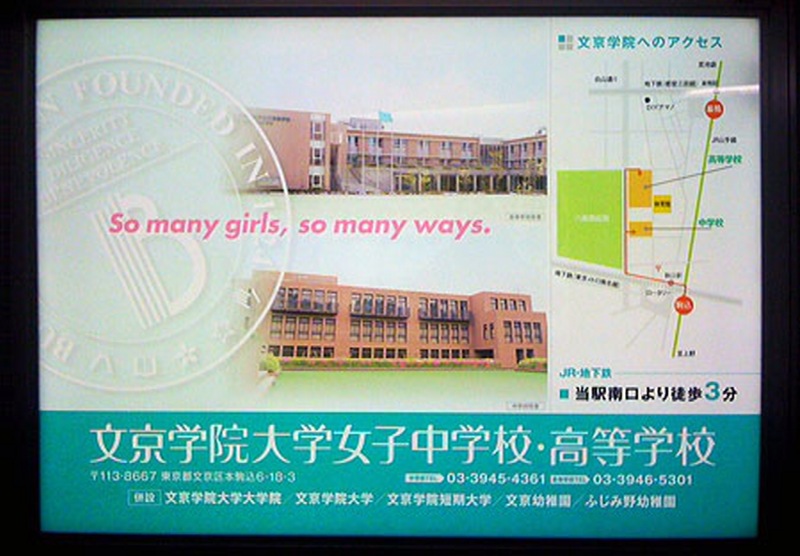 FOUNDED IN
So many girls, so many ways.
文京学院へのアクセス
高等学校
中学校
巣鴨
駒込
JR山手線
JR・地下鉄
当駅南口より徒歩3分
文京学院大学女子中学校・高等学校
〒113-8667 東京都文京区本駒込6-18-3
03-3945-4361
03-3946-5301
併設 文京学院大学大学院／文京学院大学／文京学院短期大学／文京幼稚園／ふじみ野幼稚園